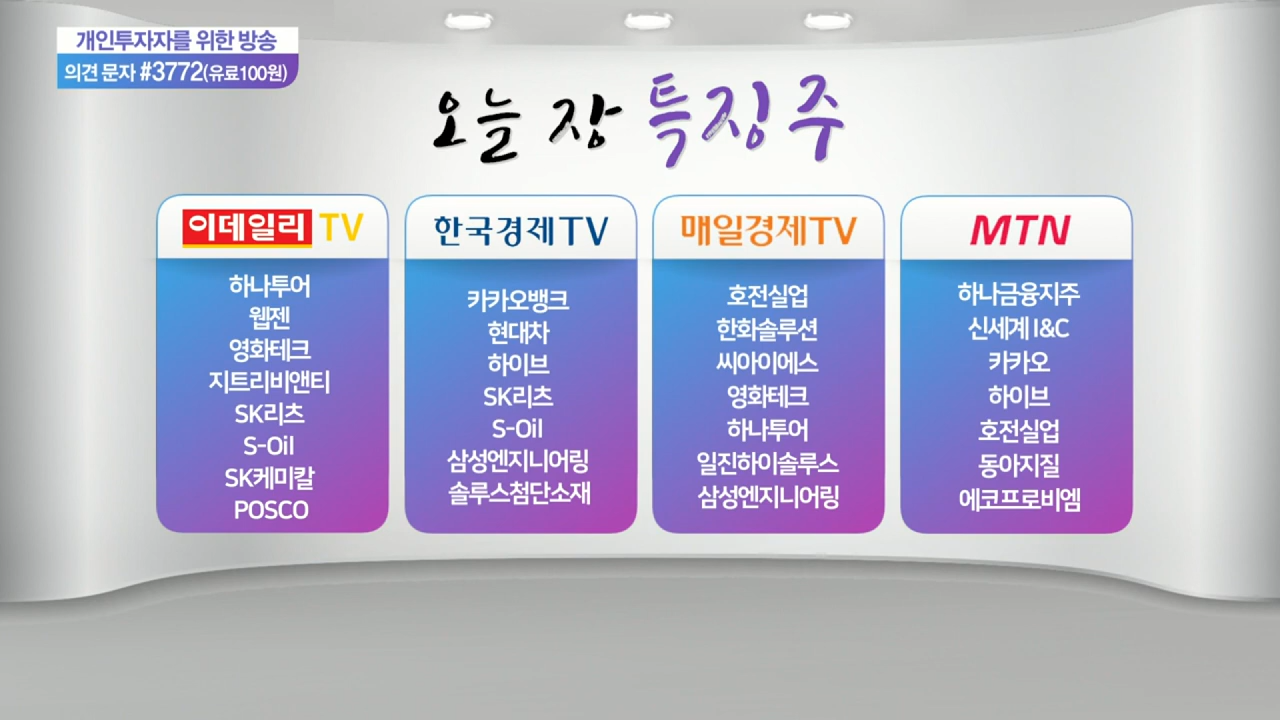 개인투자자를 위한 방송
의견 문자 #3772(유료100원)
오늘 장 특징주
이데일리 TV
하나투어
웹젠
영화테크
지트리비앤티
SK리츠
S-Oil
SK케미칼
POSCO
한국경제TV
카카오뱅크
현대차
하이브
SK리츠
S-Oil
삼성엔지니어링
솔루스첨단소재
매일경제TV
호전실업
한화솔루션
씨아이에스
영화테크
하나투어
일진하이솔루스
삼성엔지니어링
MTN
하나금융지주
신세계 I&C
카카오
하이브
호전실업
동아지질
에코프로비엠